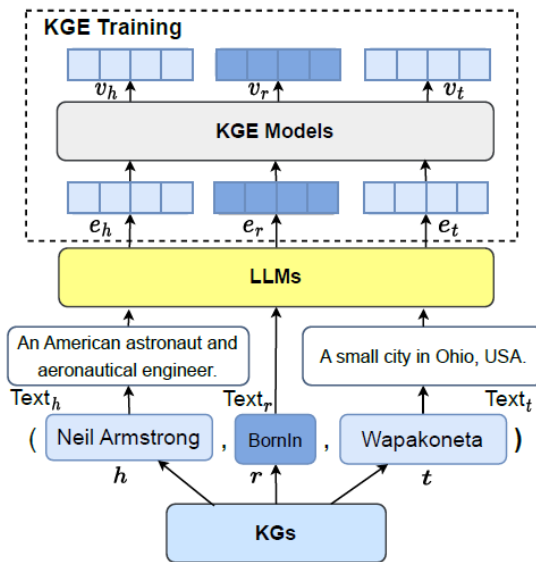 KGE Training
v_h v_r v_t
KGE Models
e_h e_r e_t
LLMs
An American astronaut and
aeronautical engineer.
A small city in Ohio, USA.
Text_h Text_r Text_t
( Neil Armstrong , BornIn , Wapakoneta )
h r t
KGs